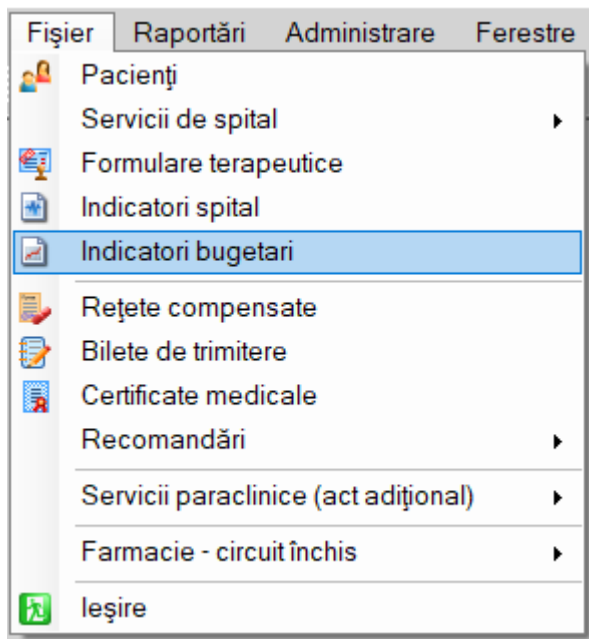 Fişier Raportări Administrare Ferestre
Pacienţi
Servicii de spital
Formulare terapeutice
Indicatori spital
Indicatori bugetari
Reţete compensate
Bilete de trimitere
Certificate medicale
Recomandări
Servicii paraclinice (act adiţional)
Farmacie - circuit închis
Ieşire